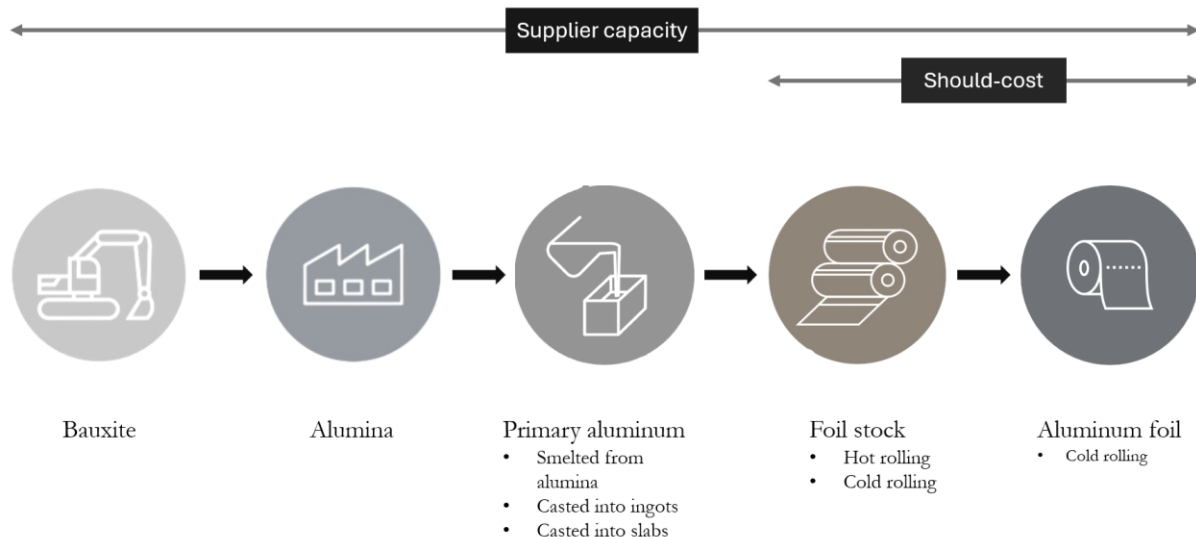 Supplier capacity
Should-cost
Bauxite
Alumina
Primary aluminum
• Smelted from
alumina
• Casted into ingots
• Casted into slabs
Foil stock
• Hot rolling
• Cold rolling
Aluminum foil
• Cold rolling